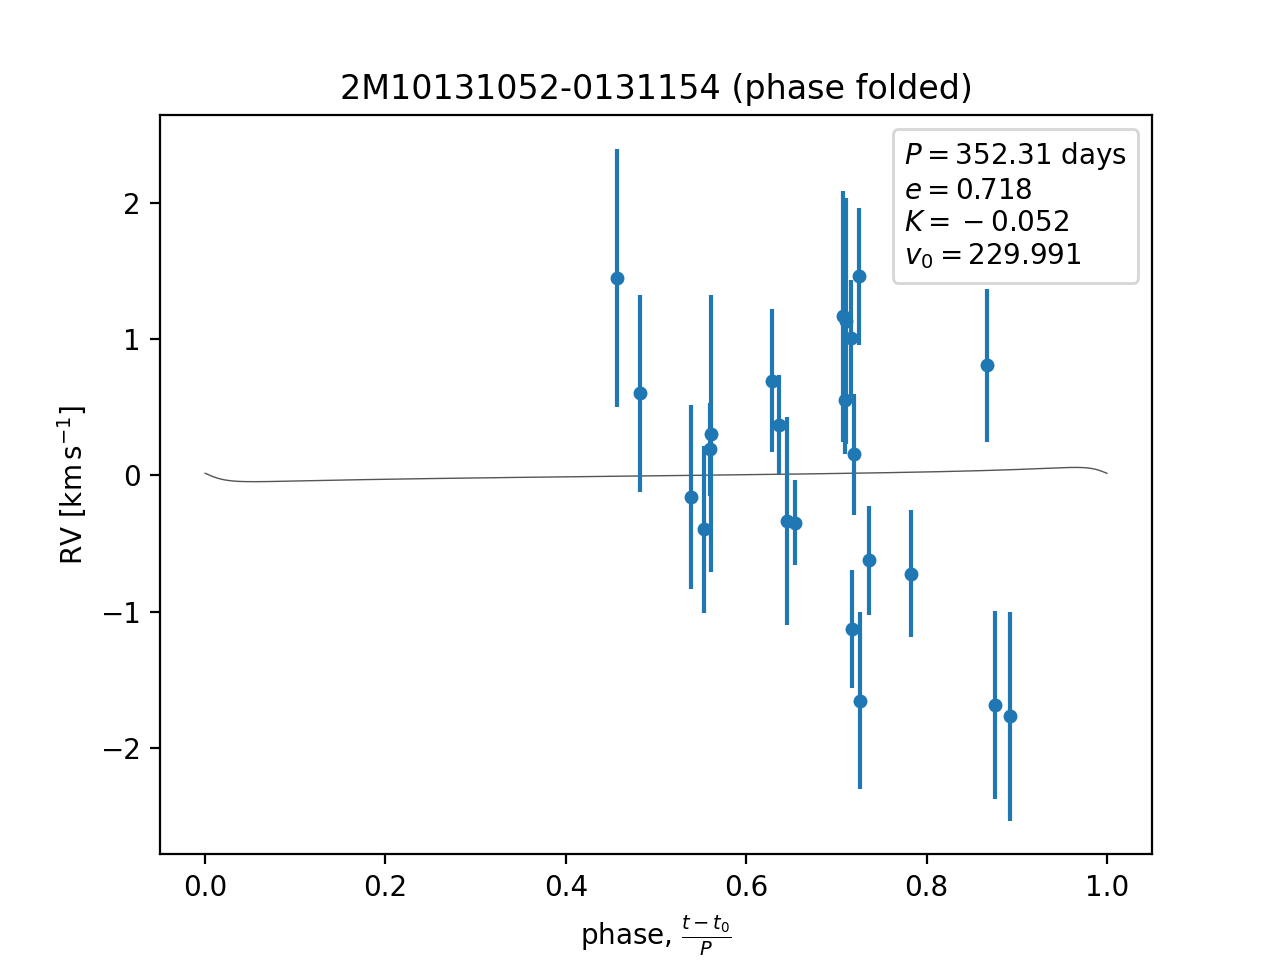 2M10131052-0131154 (phase folded)
P = 352.31 days
e = 0.718
K = −0.052
v₀ = 229.991
RV [km s⁻¹]
2
1
0
−1
−2
0.0 0.2 0.4 0.6 0.8 1.0
phase, (t − t₀)/P